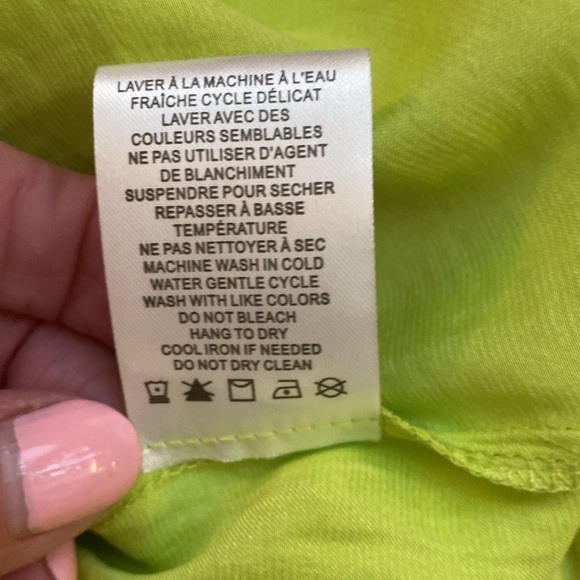 LAVER À LA MACHINE À L'EAU
FRAÎCHE CYCLE DÉLICAT
LAVER AVEC DES
COULEURS SEMBLABLES
NE PAS UTILISER D'AGENT
DE BLANCHIMENT
SUSPENDRE POUR SECHER
REPASSER À BASSE
TEMPÉRATURE
NE PAS NETTOYER À SEC
MACHINE WASH IN COLD
WATER GENTLE CYCLE
WASH WITH LIKE COLORS
DO NOT BLEACH
HANG TO DRY
COOL IRON IF NEEDED
DO NOT DRY CLEAN